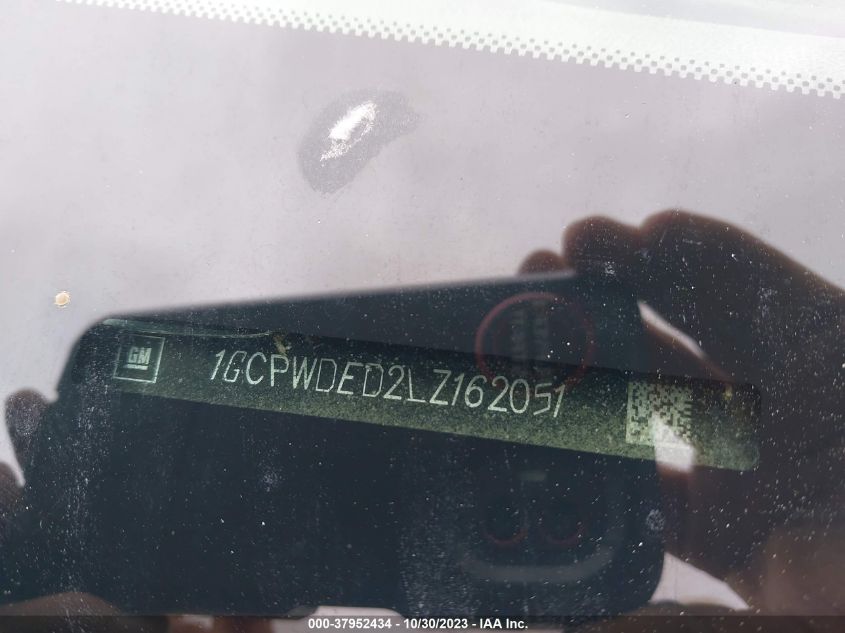 GM
1GCPWDED2LZ162051
000-37952434 - 10/30/2023 - IAA Inc.